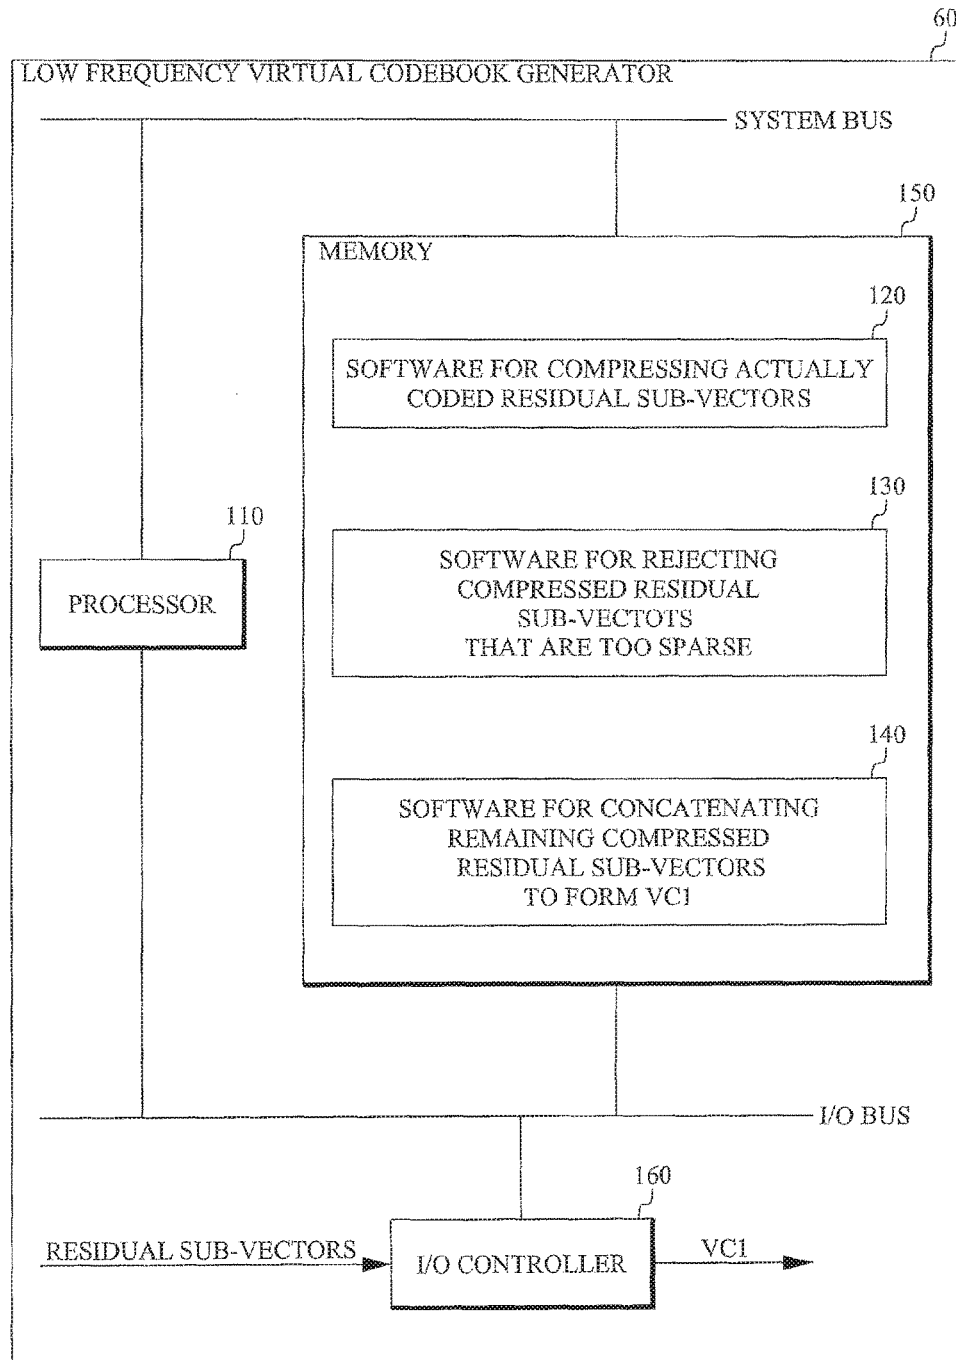 60
LOW FREQUENCY VIRTUAL CODEBOOK GENERATOR
SYSTEM BUS
150
MEMORY
120
SOFTWARE FOR COMPRESSING ACTUALLY
CODED RESIDUAL SUB-VECTORS
130
SOFTWARE FOR REJECTING
COMPRESSED RESIDUAL
SUB-VECTOTS
THAT ARE TOO SPARSE
110
PROCESSOR
140
SOFTWARE FOR CONCATENATING
REMAINING COMPRESSED
RESIDUAL SUB-VECTORS
TO FORM VC1
I/O BUS
160
RESIDUAL SUB-VECTORS
I/O CONTROLLER
VC1